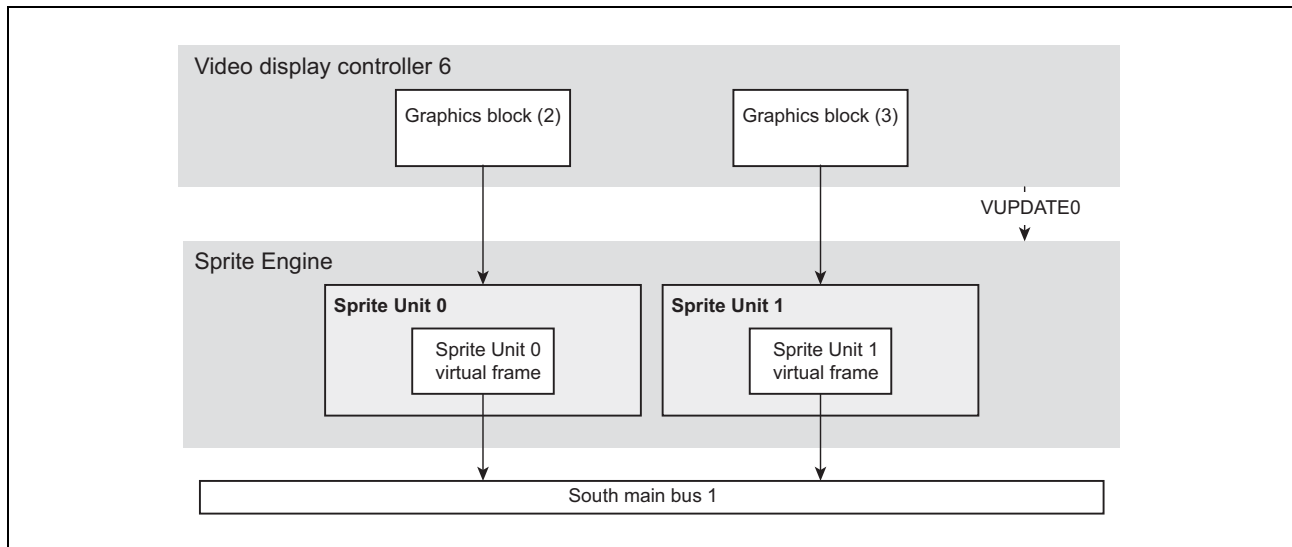 Video display controller 6
Graphics block (2)
Graphics block (3)
VUPDATE0
Sprite Engine
Sprite Unit 0
Sprite Unit 1
Sprite Unit 0
virtual frame
Sprite Unit 1
virtual frame
South main bus 1